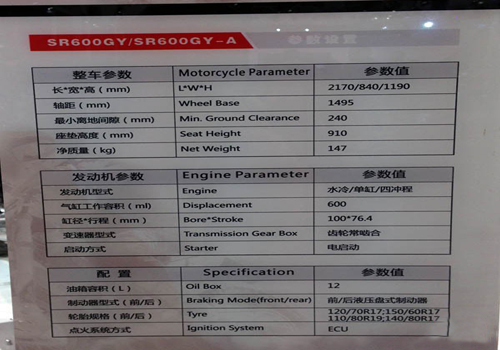 SR600GY/SR600GY-A 参数设置
整车参数 Motorcycle Parameter 参数值
长*宽*高(mm) L*W*H 2170/840/1190
轴距(mm) Wheel Base 1495
最小离地间隙(mm) Min. Ground Clearance 240
座垫高度(mm) Seat Height 910
净质量(kg) Net Weight 147
发动机参数 Engine Parameter 参数值
发动机型式 Engine 水冷/单缸/四冲程
气缸工作容积(ml) Displacement 600
缸径*行程(mm) Bore*Stroke 100*76.4
变速器型式 Transmission Gear Box 齿轮常啮合
启动方式 Starter 电启动
配置 Specification 参数值
油箱容积(L) Oil Box 12
制动器型式(前/后) Braking Mode(front/rear) 前/后液压盘式制动器
轮胎规格(前/后) Tyre 120/70R17;150/60R17
110/80R19;140/80R17
点火系统方式 Ignition System ECU